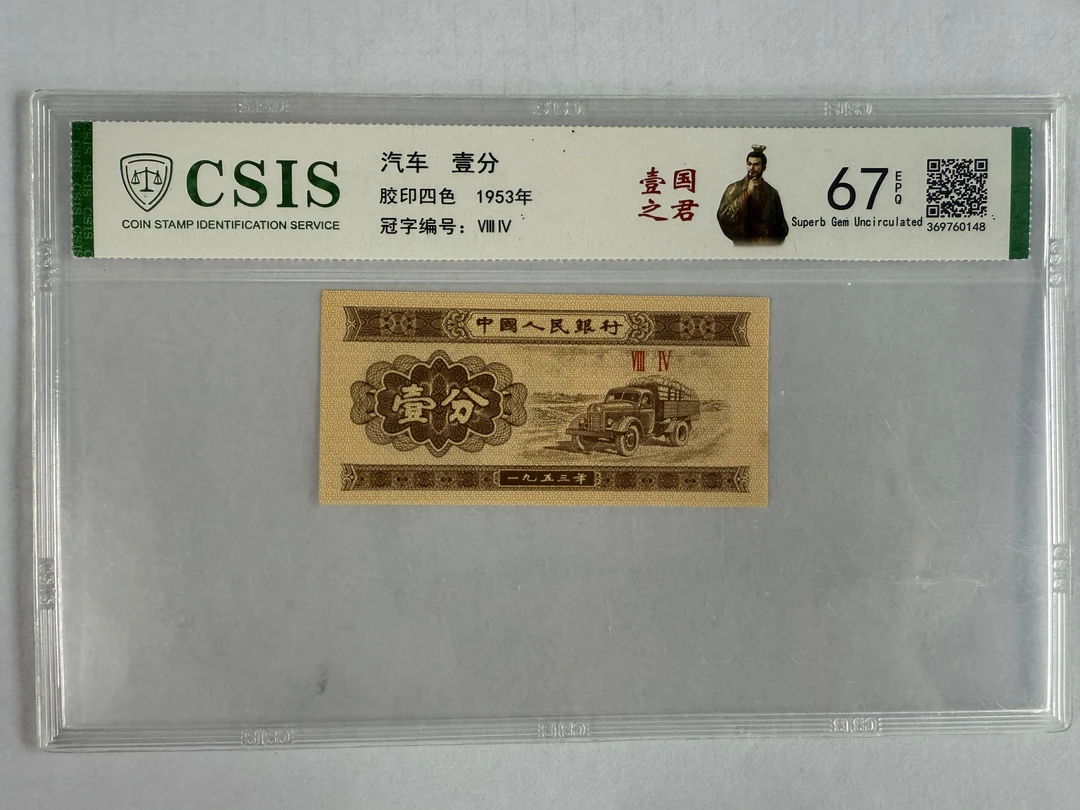 CSIS
COIN STAMP IDENTIFICATION SERVICE
汽车 壹分
胶印四色 1953年
冠字编号：Ⅷ Ⅳ
壹国
之君
67
EPQ
Superb Gem Uncirculated
369760148
中國人民銀行
Ⅷ Ⅳ
壹分
一九五三年